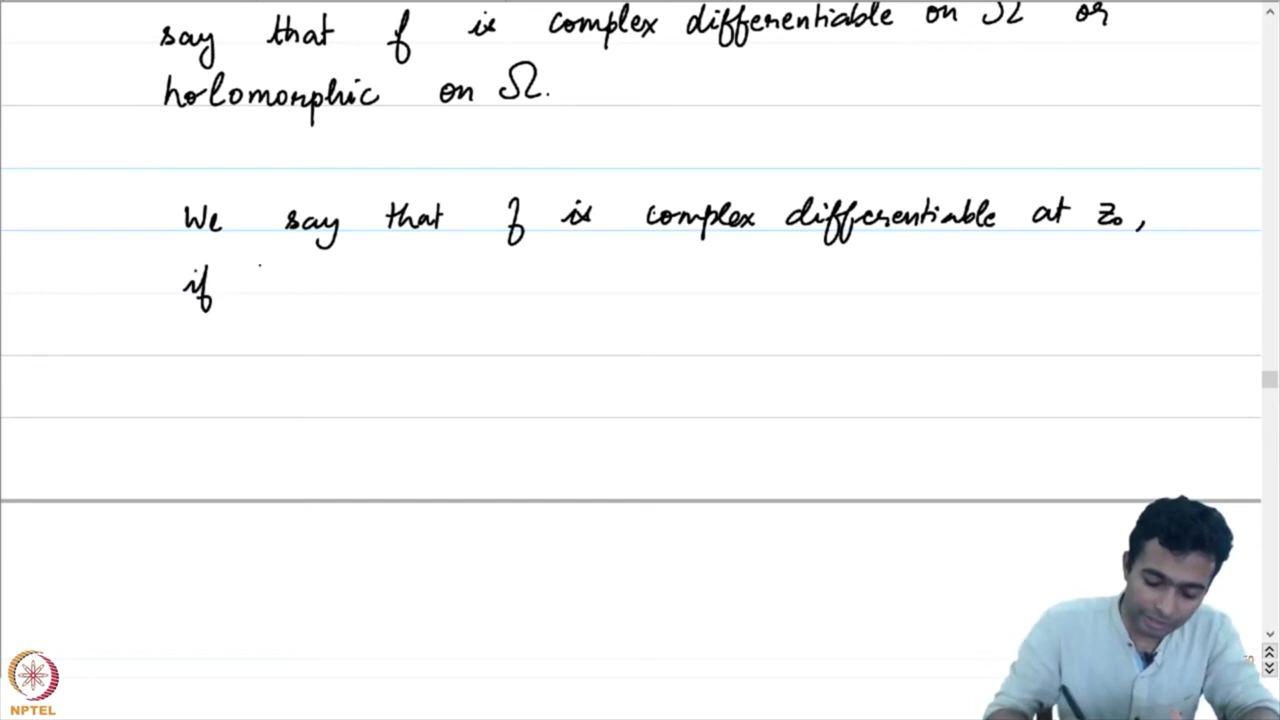 say that f is complex differentiable on Ω or
holomorphic on Ω.
We say that f is complex differentiable at z₀,
if
NPTEL